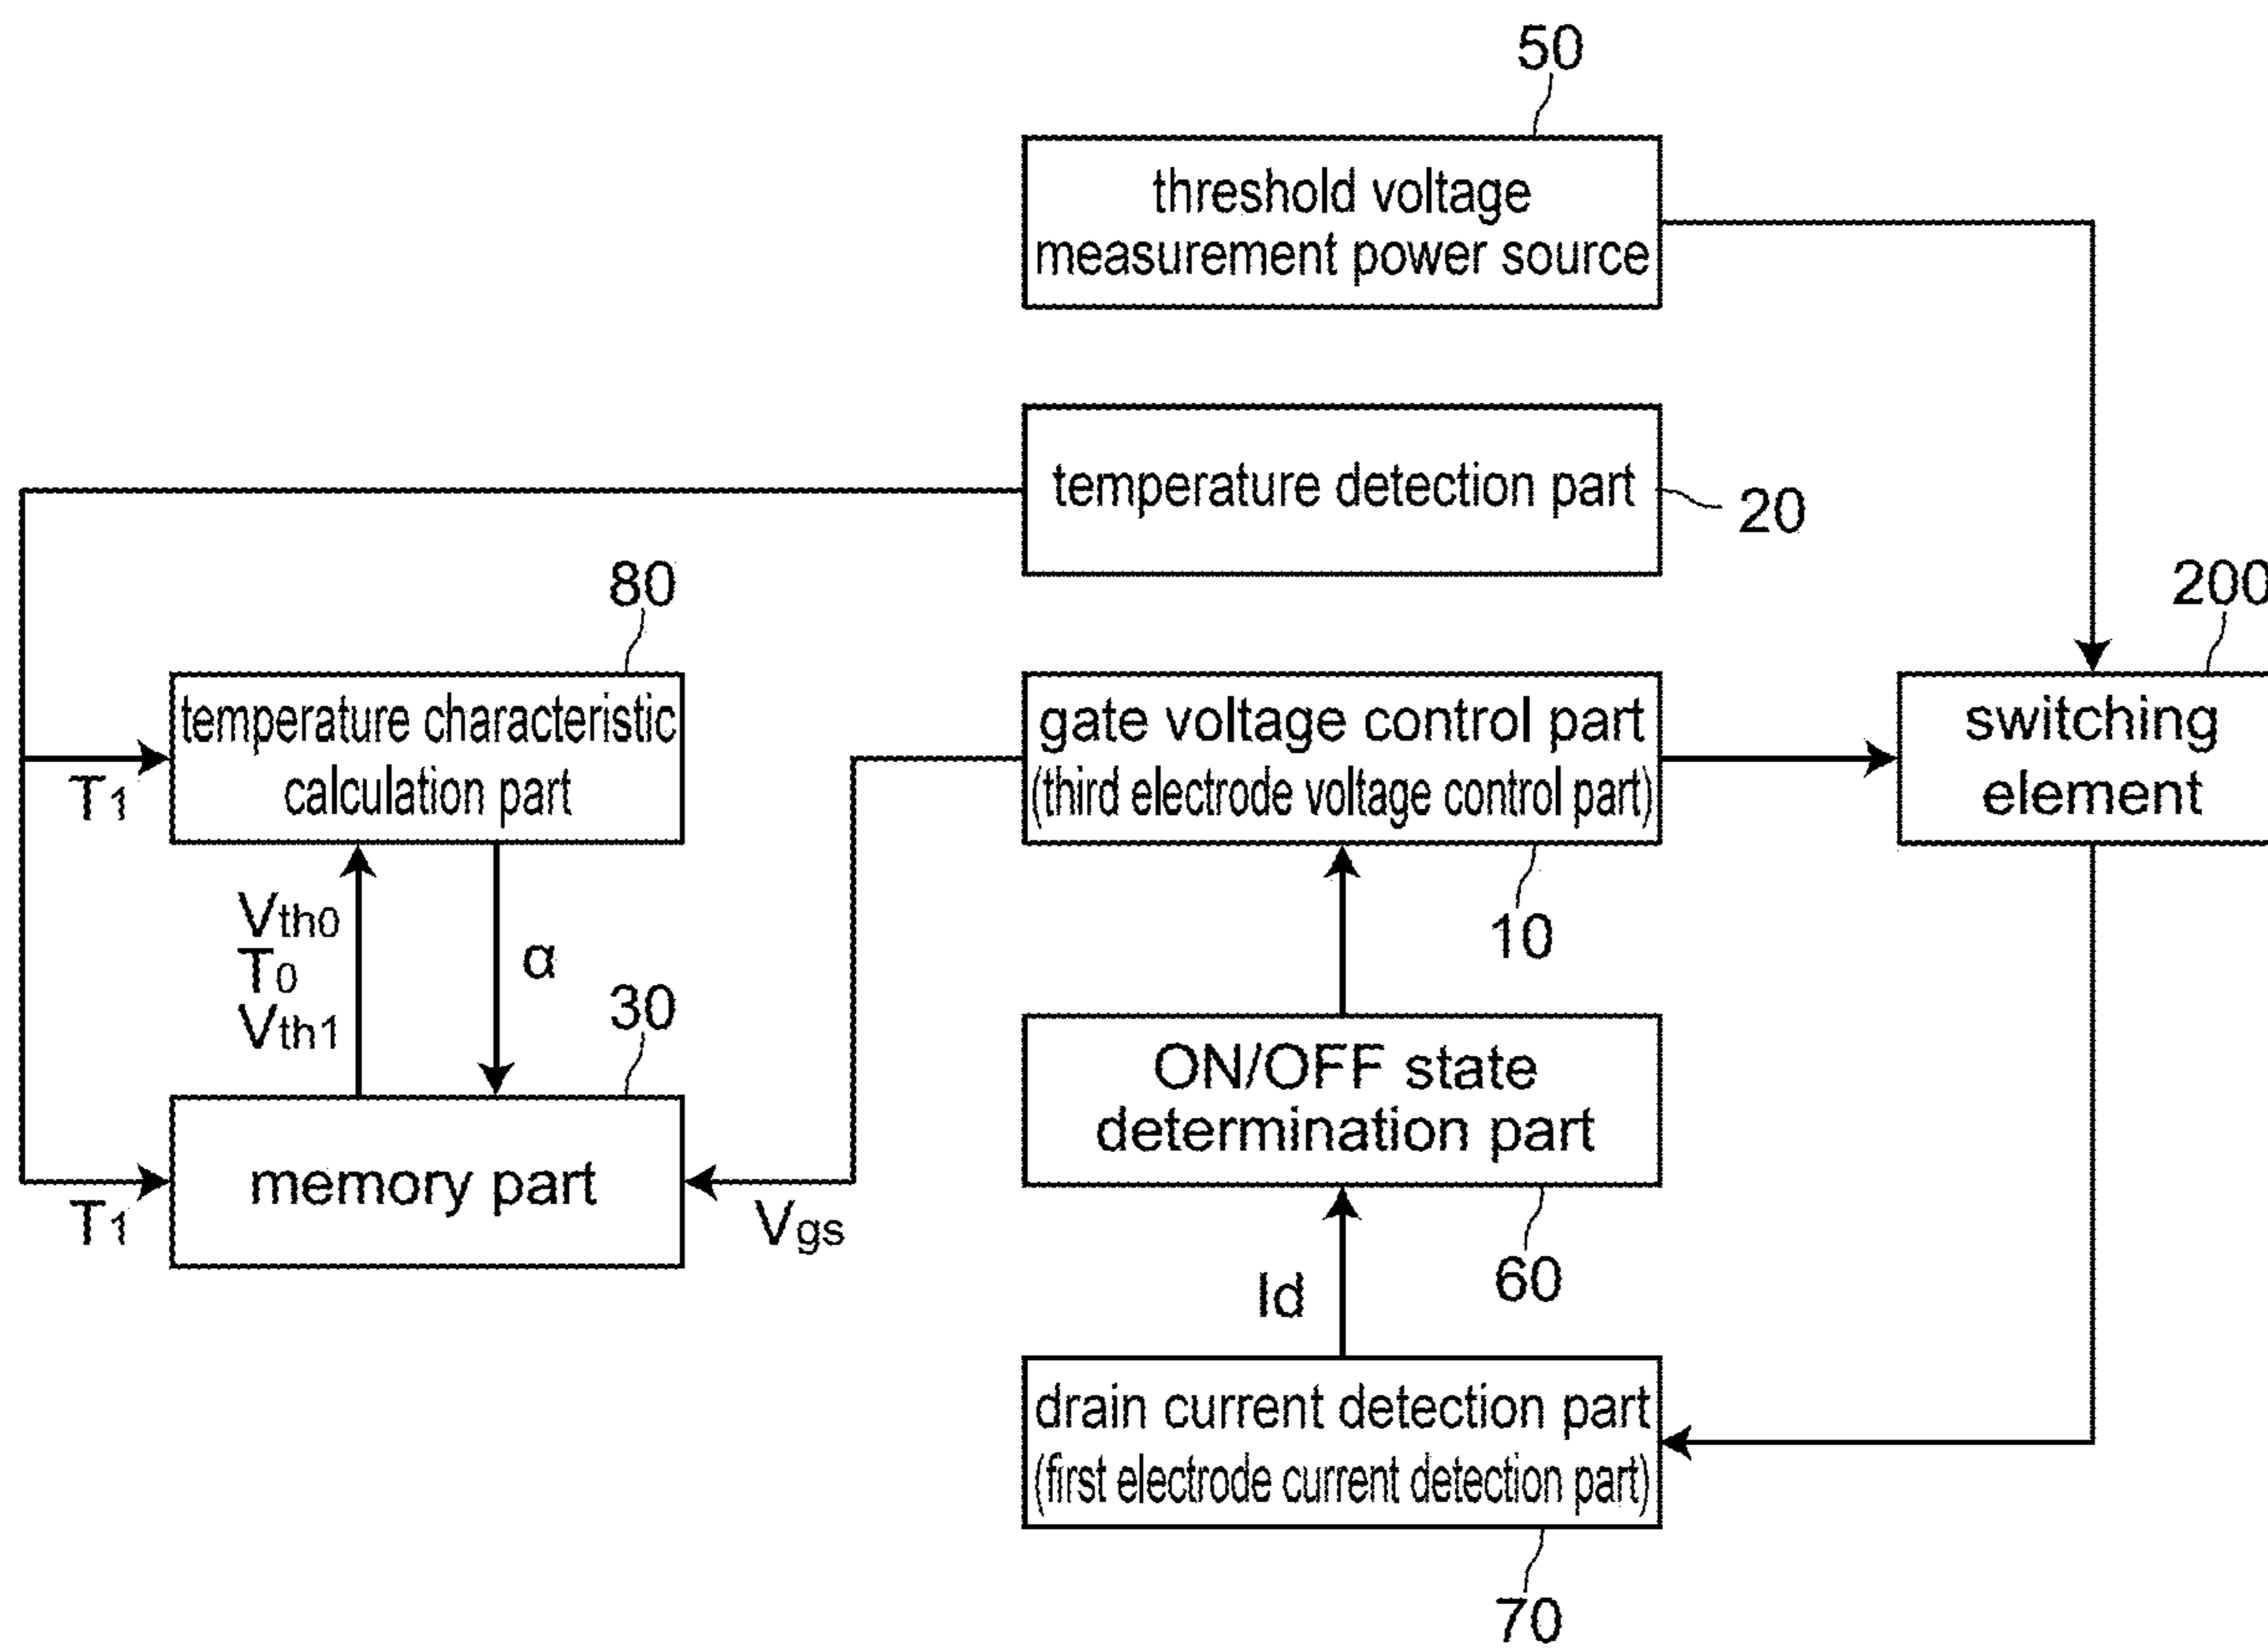 50
threshold voltage
measurement power source
temperature detection part
20
80
200
temperature characteristic
calculation part
T1
gate voltage control part
(third electrode voltage control part)
10
switching
element
Vth0
T0
Vth1
α
30
memory part
T1
Vgs
ON/OFF state
determination part
60
Id
drain current detection part
(first electrode current detection part)
70